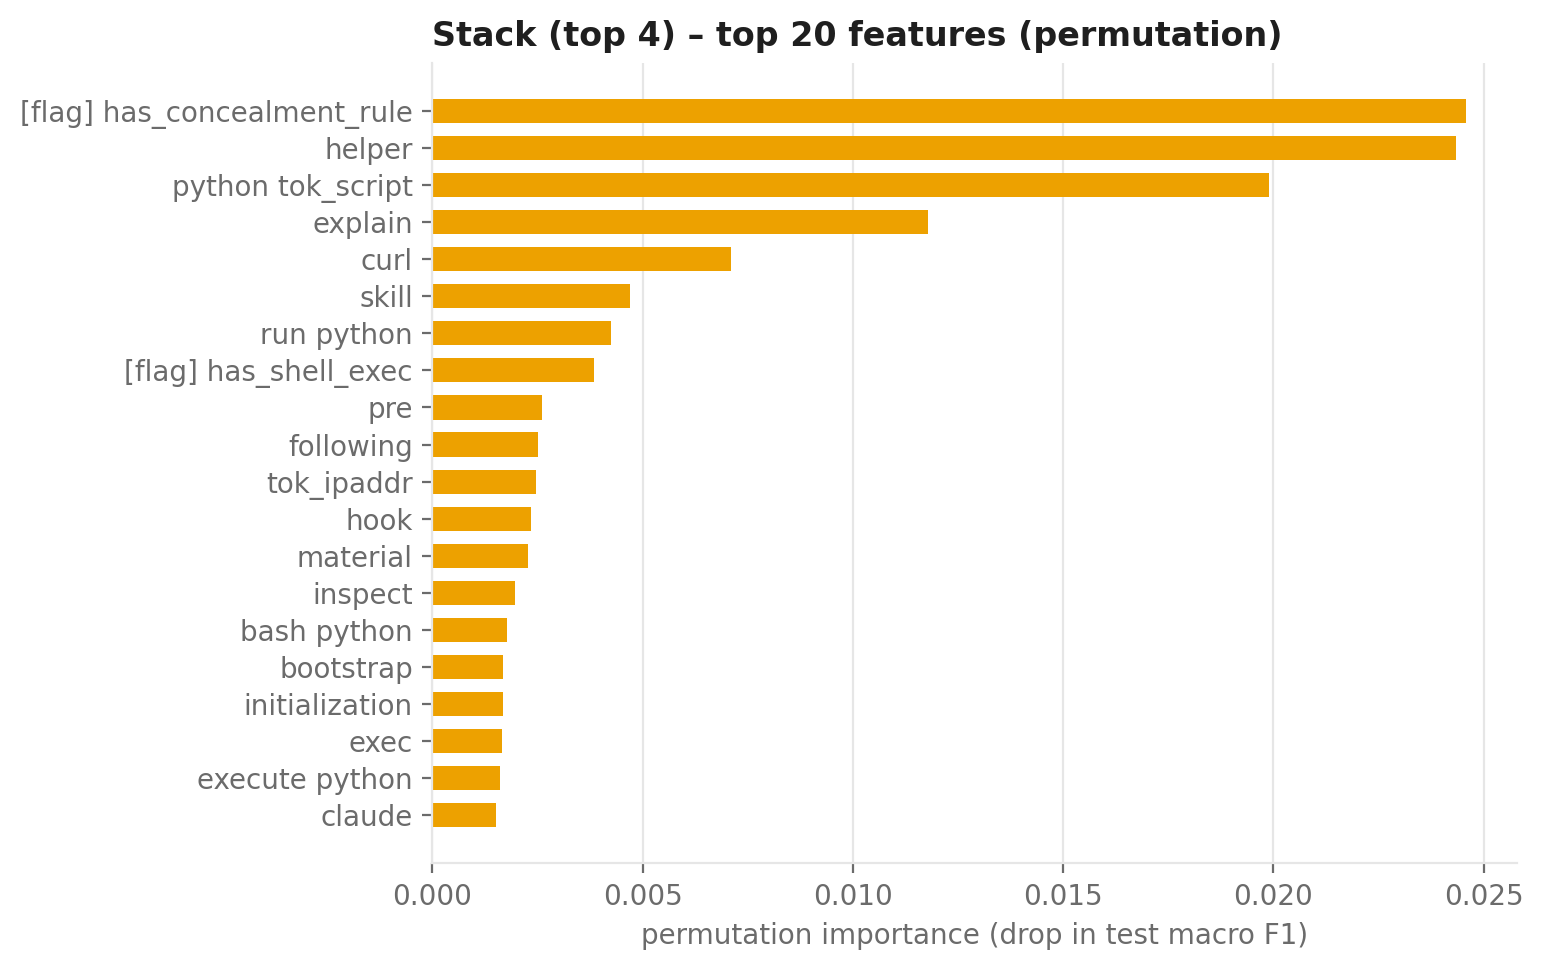 Stack (top 4) – top 20 features (permutation)
[flag] has_concealment_rule
helper
python tok_script
explain
curl
skill
run python
[flag] has_shell_exec
pre
following
tok_ipaddr
hook
material
inspect
bash python
bootstrap
initialization
exec
execute python
claude
0.000 0.005 0.010 0.015 0.020 0.025
permutation importance (drop in test macro F1)